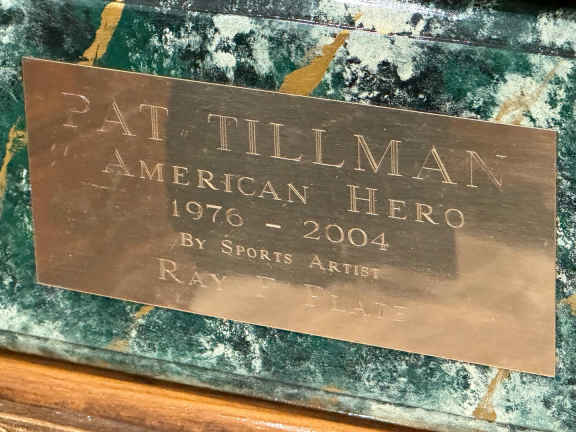 PAT TILLMAN
AMERICAN HERO
1976 - 2004
BY SPORTS ARTIST
RAY F PLATE